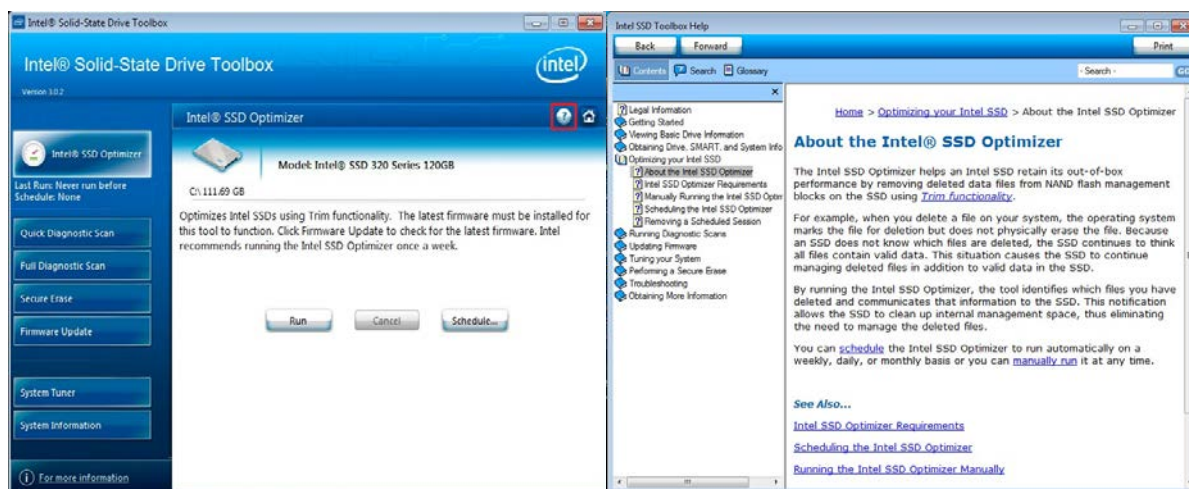 Intel® Solid-State Drive Toolbox
Intel® Solid-State Drive Toolbox
intel
Version 3.0.2
Intel® SSD Optimizer
Last Run: Never run before
Schedule: None
Quick Diagnostic Scan
Full Diagnostic Scan
Secure Erase
Firmware Update
System Tuner
System Information
For more information
Intel® SSD Optimizer
Model: Intel® SSD 320 Series 120GB
C:\ 111.69 GB
Optimizes Intel SSDs using Trim functionality. The latest firmware must be installed for
this tool to function. Click Firmware Update to check for the latest firmware. Intel
recommends running the Intel SSD Optimizer once a week.
Run
Cancel
Schedule...
Intel SSD Toolbox Help
Back
Forward
Print
Contents
Search
Glossary
- Search -
GO
Legal Information
Getting Started
Viewing Basic Drive Information
Obtaining Drive, SMART, and System Info
Optimizing your Intel SSD
About the Intel SSD Optimizer
Intel SSD Optimizer Requirements
Manually Running the Intel SSD Optim
Scheduling the Intel SSD Optimizer
Removing a Scheduled Session
Running Diagnostic Scans
Updating Firmware
Tuning your System
Performing a Secure Erase
Troubleshooting
Obtaining More Information
Home > Optimizing your Intel SSD > About the Intel SSD Optimizer
About the Intel® SSD Optimizer
The Intel SSD Optimizer helps an Intel SSD retain its out-of-box
performance by removing deleted data files from NAND flash management
blocks on the SSD using Trim functionality.
For example, when you delete a file on your system, the operating system
marks the file for deletion but does not physically erase the file. Because
an SSD does not know which files are deleted, the SSD continues to think
all files contain valid data. This situation causes the SSD to continue
managing deleted files in addition to valid data in the SSD.
By running the Intel SSD Optimizer, the tool identifies which files you have
deleted and communicates that information to the SSD. This notification
allows the SSD to clean up internal management space, thus eliminating
the need to manage the deleted files.
You can schedule the Intel SSD Optimizer to run automatically on a
weekly, daily, or monthly basis or you can manually run it at any time.
See Also...
Intel SSD Optimizer Requirements
Scheduling the Intel SSD Optimizer
Running the Intel SSD Optimizer Manually